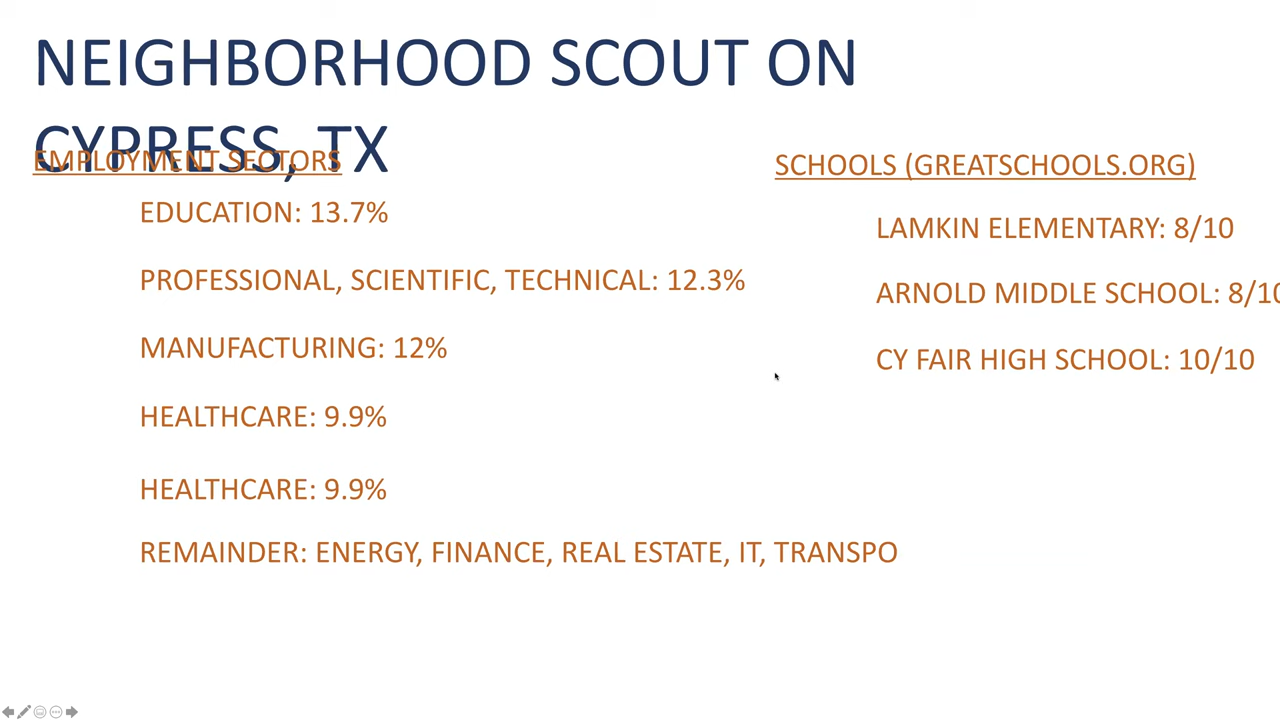 NEIGHBORHOOD SCOUT ON
CYPRESS, TX
EMPLOYMENT SECTORS
EDUCATION: 13.7%
PROFESSIONAL, SCIENTIFIC, TECHNICAL: 12.3%
MANUFACTURING: 12%
HEALTHCARE: 9.9%
HEALTHCARE: 9.9%
REMAINDER: ENERGY, FINANCE, REAL ESTATE, IT, TRANSPO
SCHOOLS (GREATSCHOOLS.ORG)
LAMKIN ELEMENTARY: 8/10
ARNOLD MIDDLE SCHOOL: 8/10
CY FAIR HIGH SCHOOL: 10/10